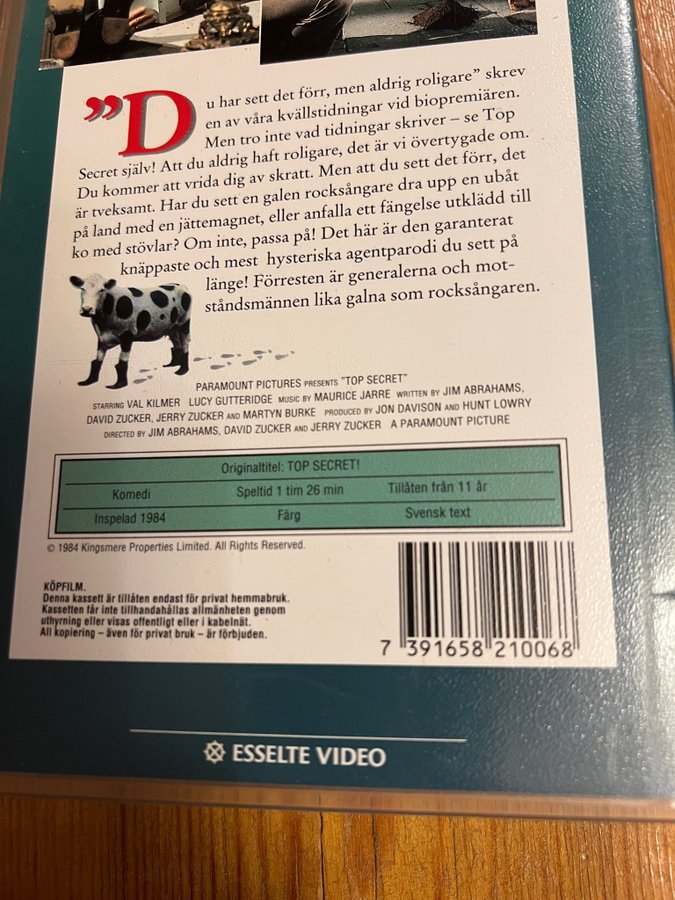 ”Du har sett det förr, men aldrig roligare” skrev
en av våra kvällstidningar vid biopremiären.
Men tro inte vad tidningar skriver – se Top
Secret själv! Att du aldrig haft roligare, det är vi övertygade om.
Du kommer att vrida dig av skratt. Men att du sett det förr, det
är tveksamt. Har du sett en galen rocksångare dra upp en ubåt
på land med en jättemagnet, eller anfalla ett fängelse utklädd till
ko med stövlar? Om inte, passa på! Det här är den garanterat
knäppaste och mest hysteriska agentparodi du sett på
länge! Förresten är generalerna och mot-
ståndsmännen lika galna som rocksångaren.
PARAMOUNT PICTURES PRESENTS "TOP SECRET"
STARRING VAL KILMER LUCY GUTTERIDGE MUSIC BY MAURICE JARRE WRITTEN BY JIM ABRAHAMS,
DAVID ZUCKER, JERRY ZUCKER AND MARTYN BURKE PRODUCED BY JON DAVISON AND HUNT LOWRY
DIRECTED BY JIM ABRAHAMS, DAVID ZUCKER AND JERRY ZUCKER A PARAMOUNT PICTURE
Originaltitel: TOP SECRET!
Komedi Speltid 1 tim 26 min Tillåten från 11 år
Inspelad 1984 Färg Svensk text
© 1984 Kingsmere Properties Limited. All Rights Reserved.
KÖPFILM.
Denna kassett är tillåten endast för privat hemmabruk.
Kassetten får inte tillhandahållas allmänheten genom
uthyrning eller visas offentligt eller i kabelnät.
All kopiering – även för privat bruk – är förbjuden.
7 391658 210068
ESSELTE VIDEO